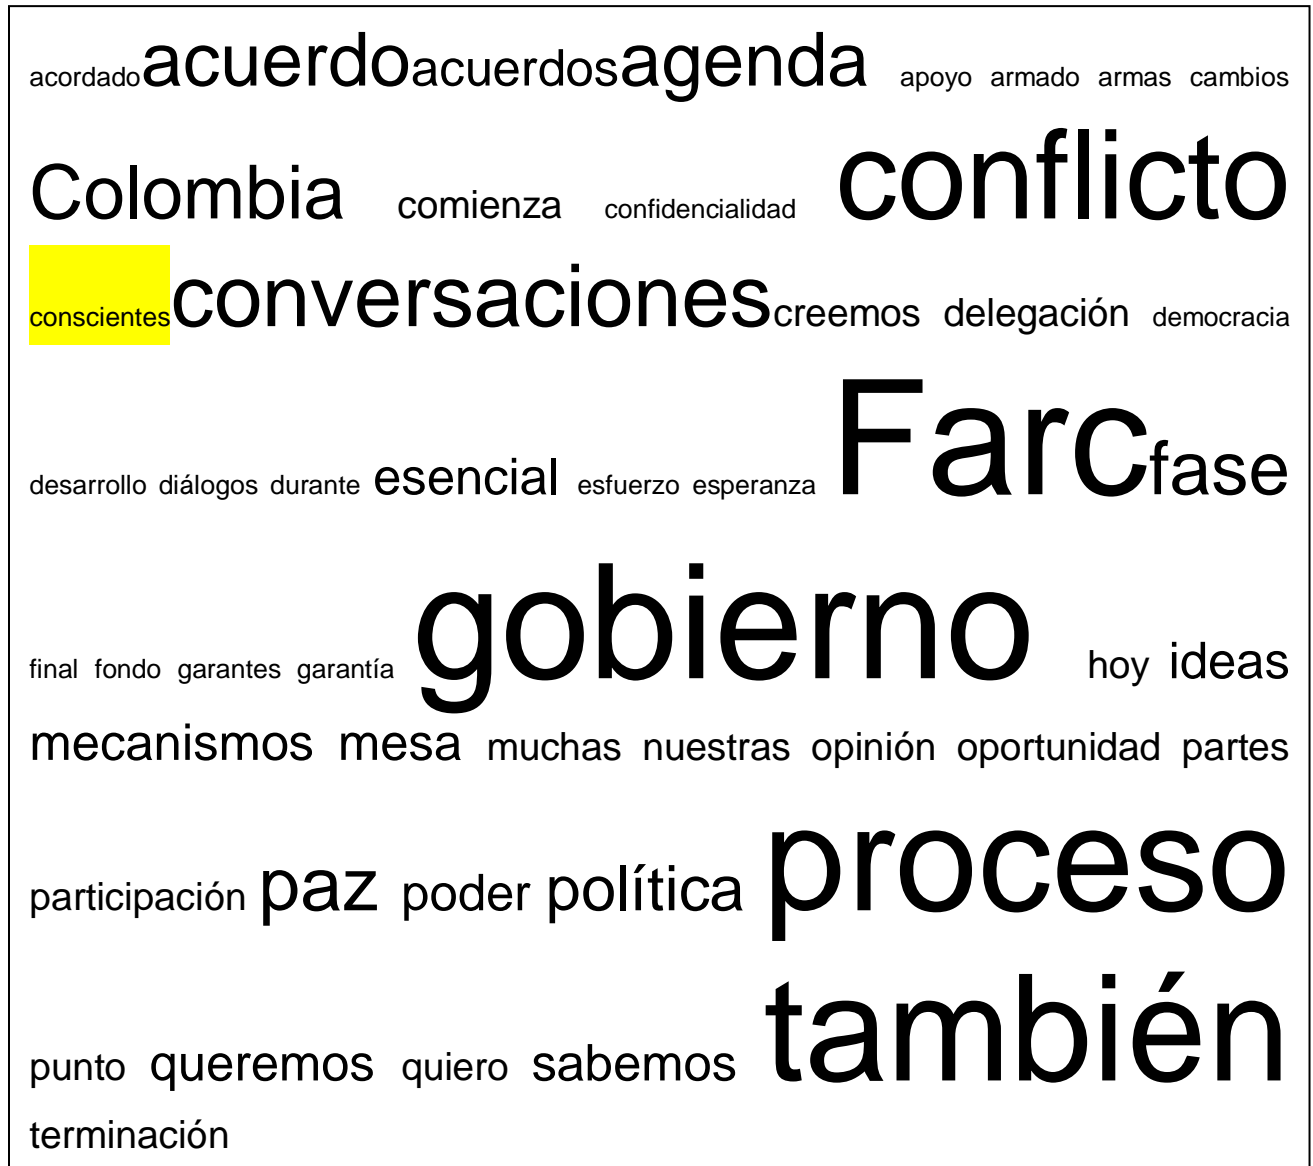 acordado acuerdo acuerdos agenda apoyo armado armas cambios
Colombia comienza confidencialidad conflicto
conscientes conversaciones creemos delegación democracia
desarrollo diálogos durante esencial esfuerzo esperanza Farc fase
final fondo garantes garantía gobierno hoy ideas
mecanismos mesa muchas nuestras opinión oportunidad partes
participación paz poder política proceso
punto queremos quiero sabemos también
terminación